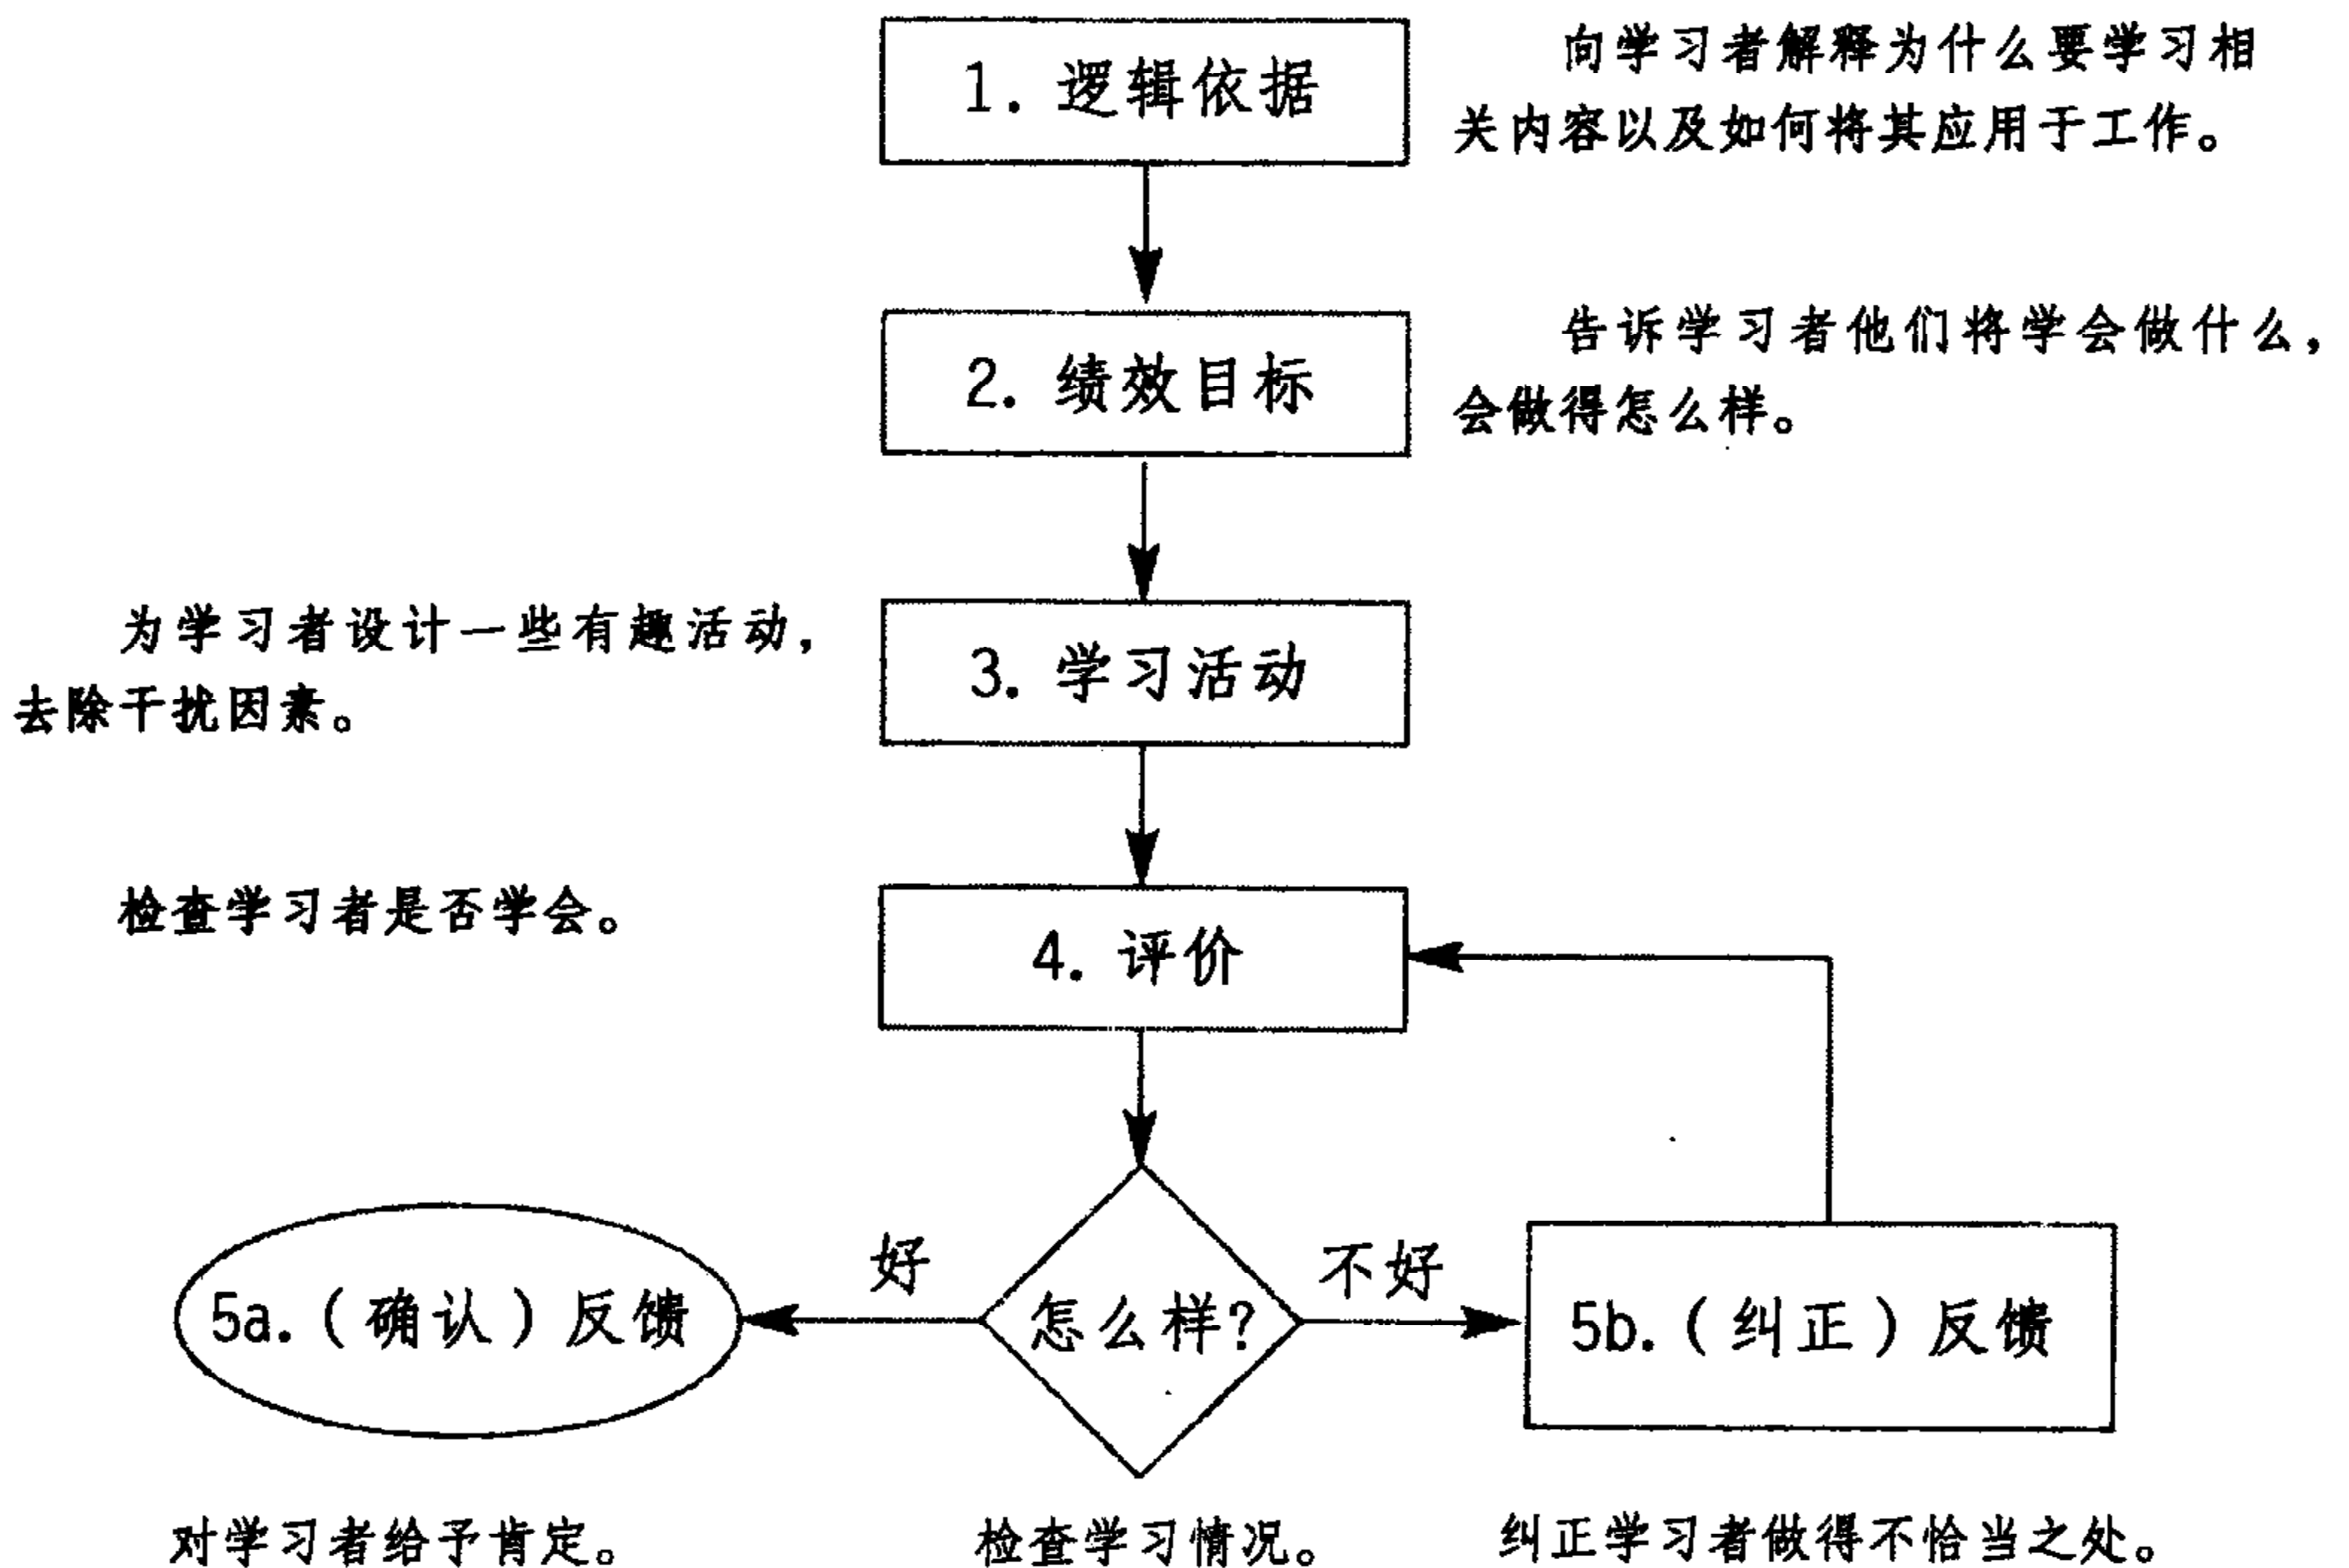 1. 逻辑依据
向学习者解释为什么要学习相
关内容以及如何将其应用于工作。
2. 绩效目标
告诉学习者他们将学会做什么，
会做得怎么样。
为学习者设计一些有趣活动，
去除干扰因素。
3. 学习活动
检查学习者是否学会。
4. 评价
好
不好
5a.（确认）反馈
怎么样?
5b.（纠正）反馈
对学习者给予肯定。
检查学习情况。
纠正学习者做得不恰当之处。